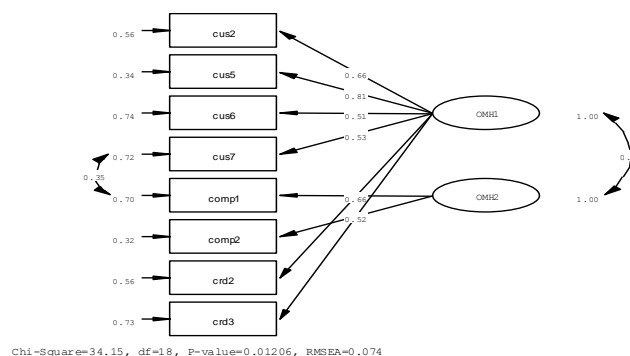 0.56 cus2
0.66
0.34 cus5
0.81
0.74 cus6 0.51 OMH1 1.00
0.53
0.72 cus7 0.
0.35
0.70 comp1 0.66 OMH2 1.00
0.52
0.32 comp2
0.56 crd2
0.73 crd3
Chi-Square=34.15, df=18, P-value=0.01206, RMSEA=0.074